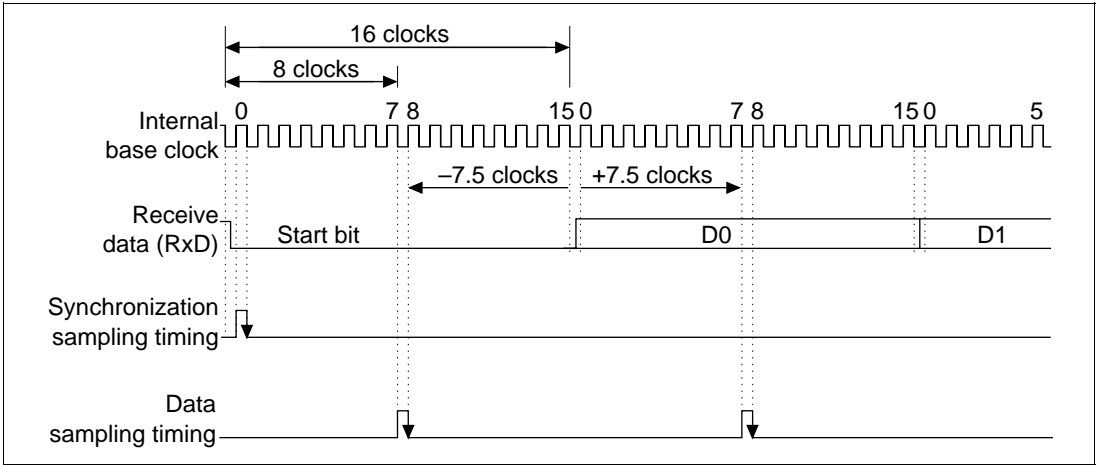 16 clocks
8 clocks
0 7 8 15 0 7 8 15 0 5
Internal
base clock
–7.5 clocks +7.5 clocks
Receive
data (RxD)
Start bit D0 D1
Synchronization
sampling timing
Data
sampling timing